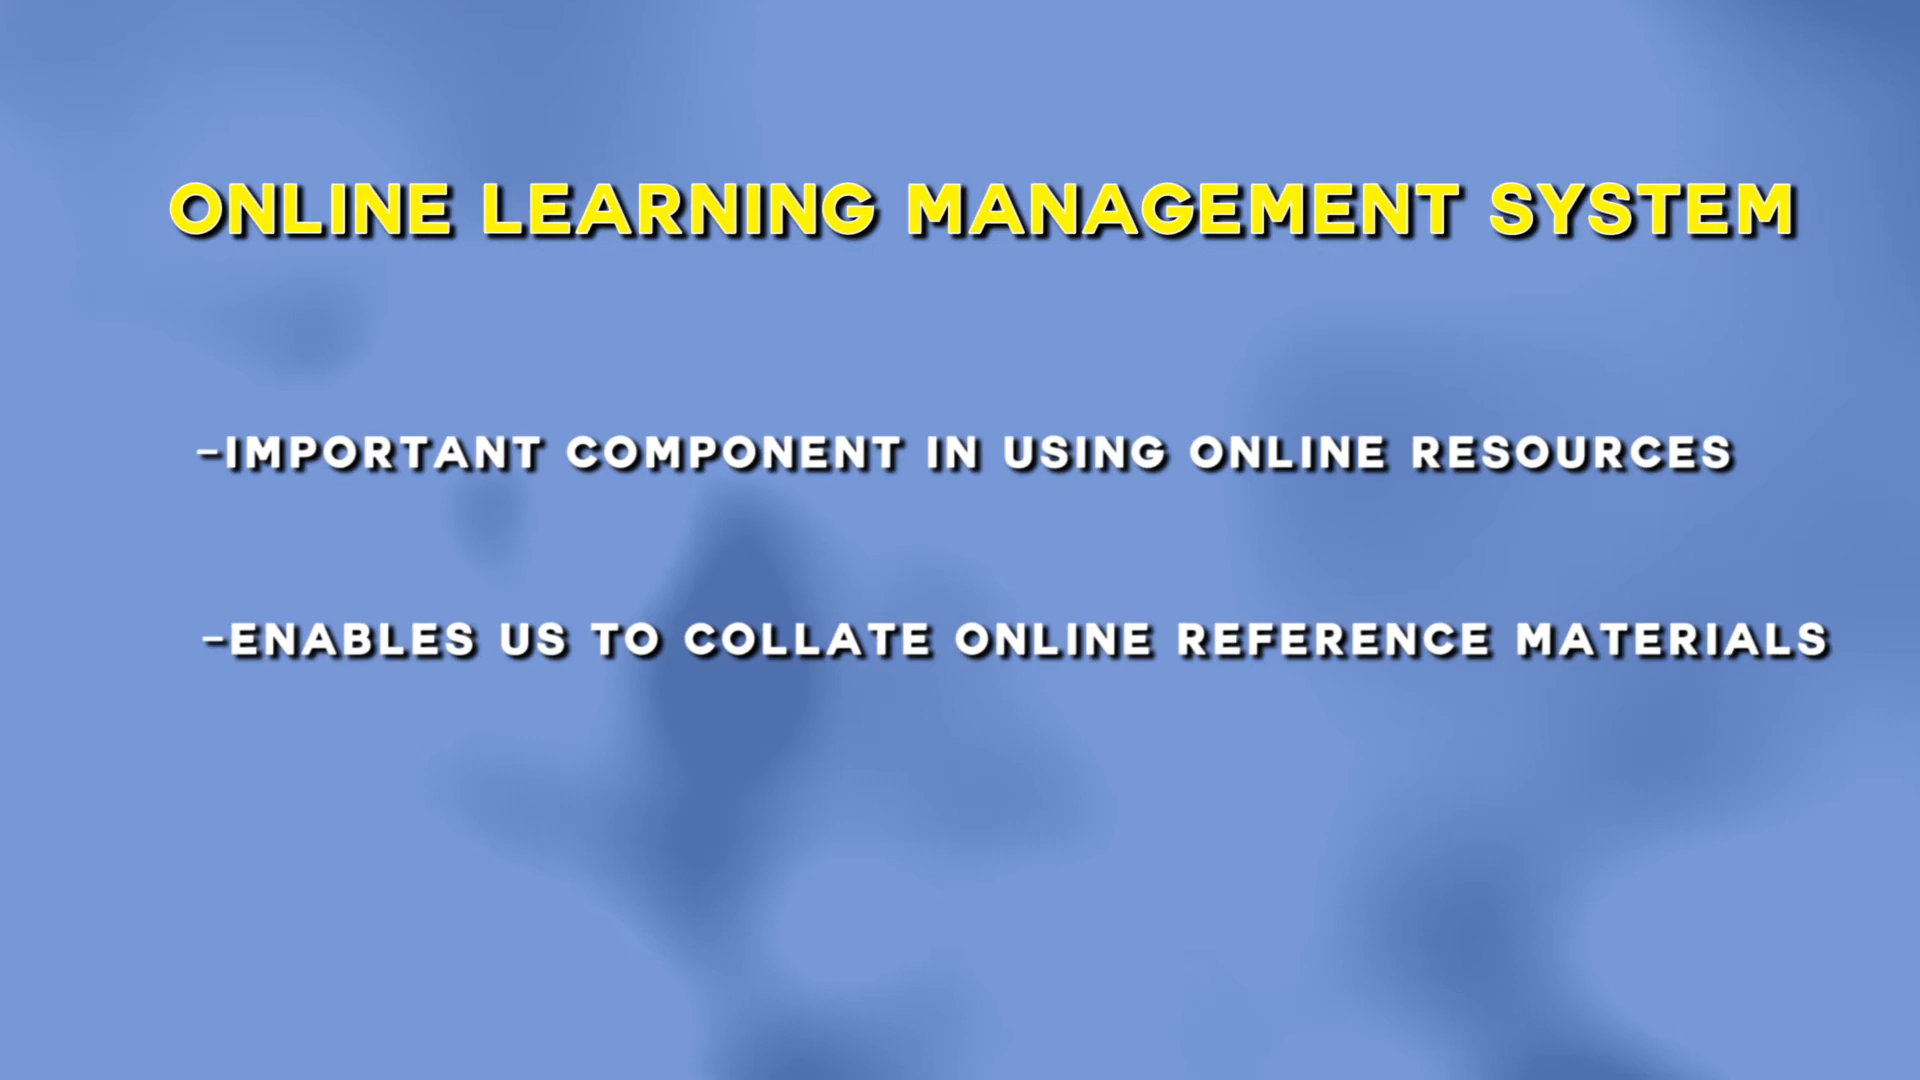 ONLINE LEARNING MANAGEMENT SYSTEM
-IMPORTANT COMPONENT IN USING ONLINE RESOURCES
-ENABLES US TO COLLATE ONLINE REFERENCE MATERIALS